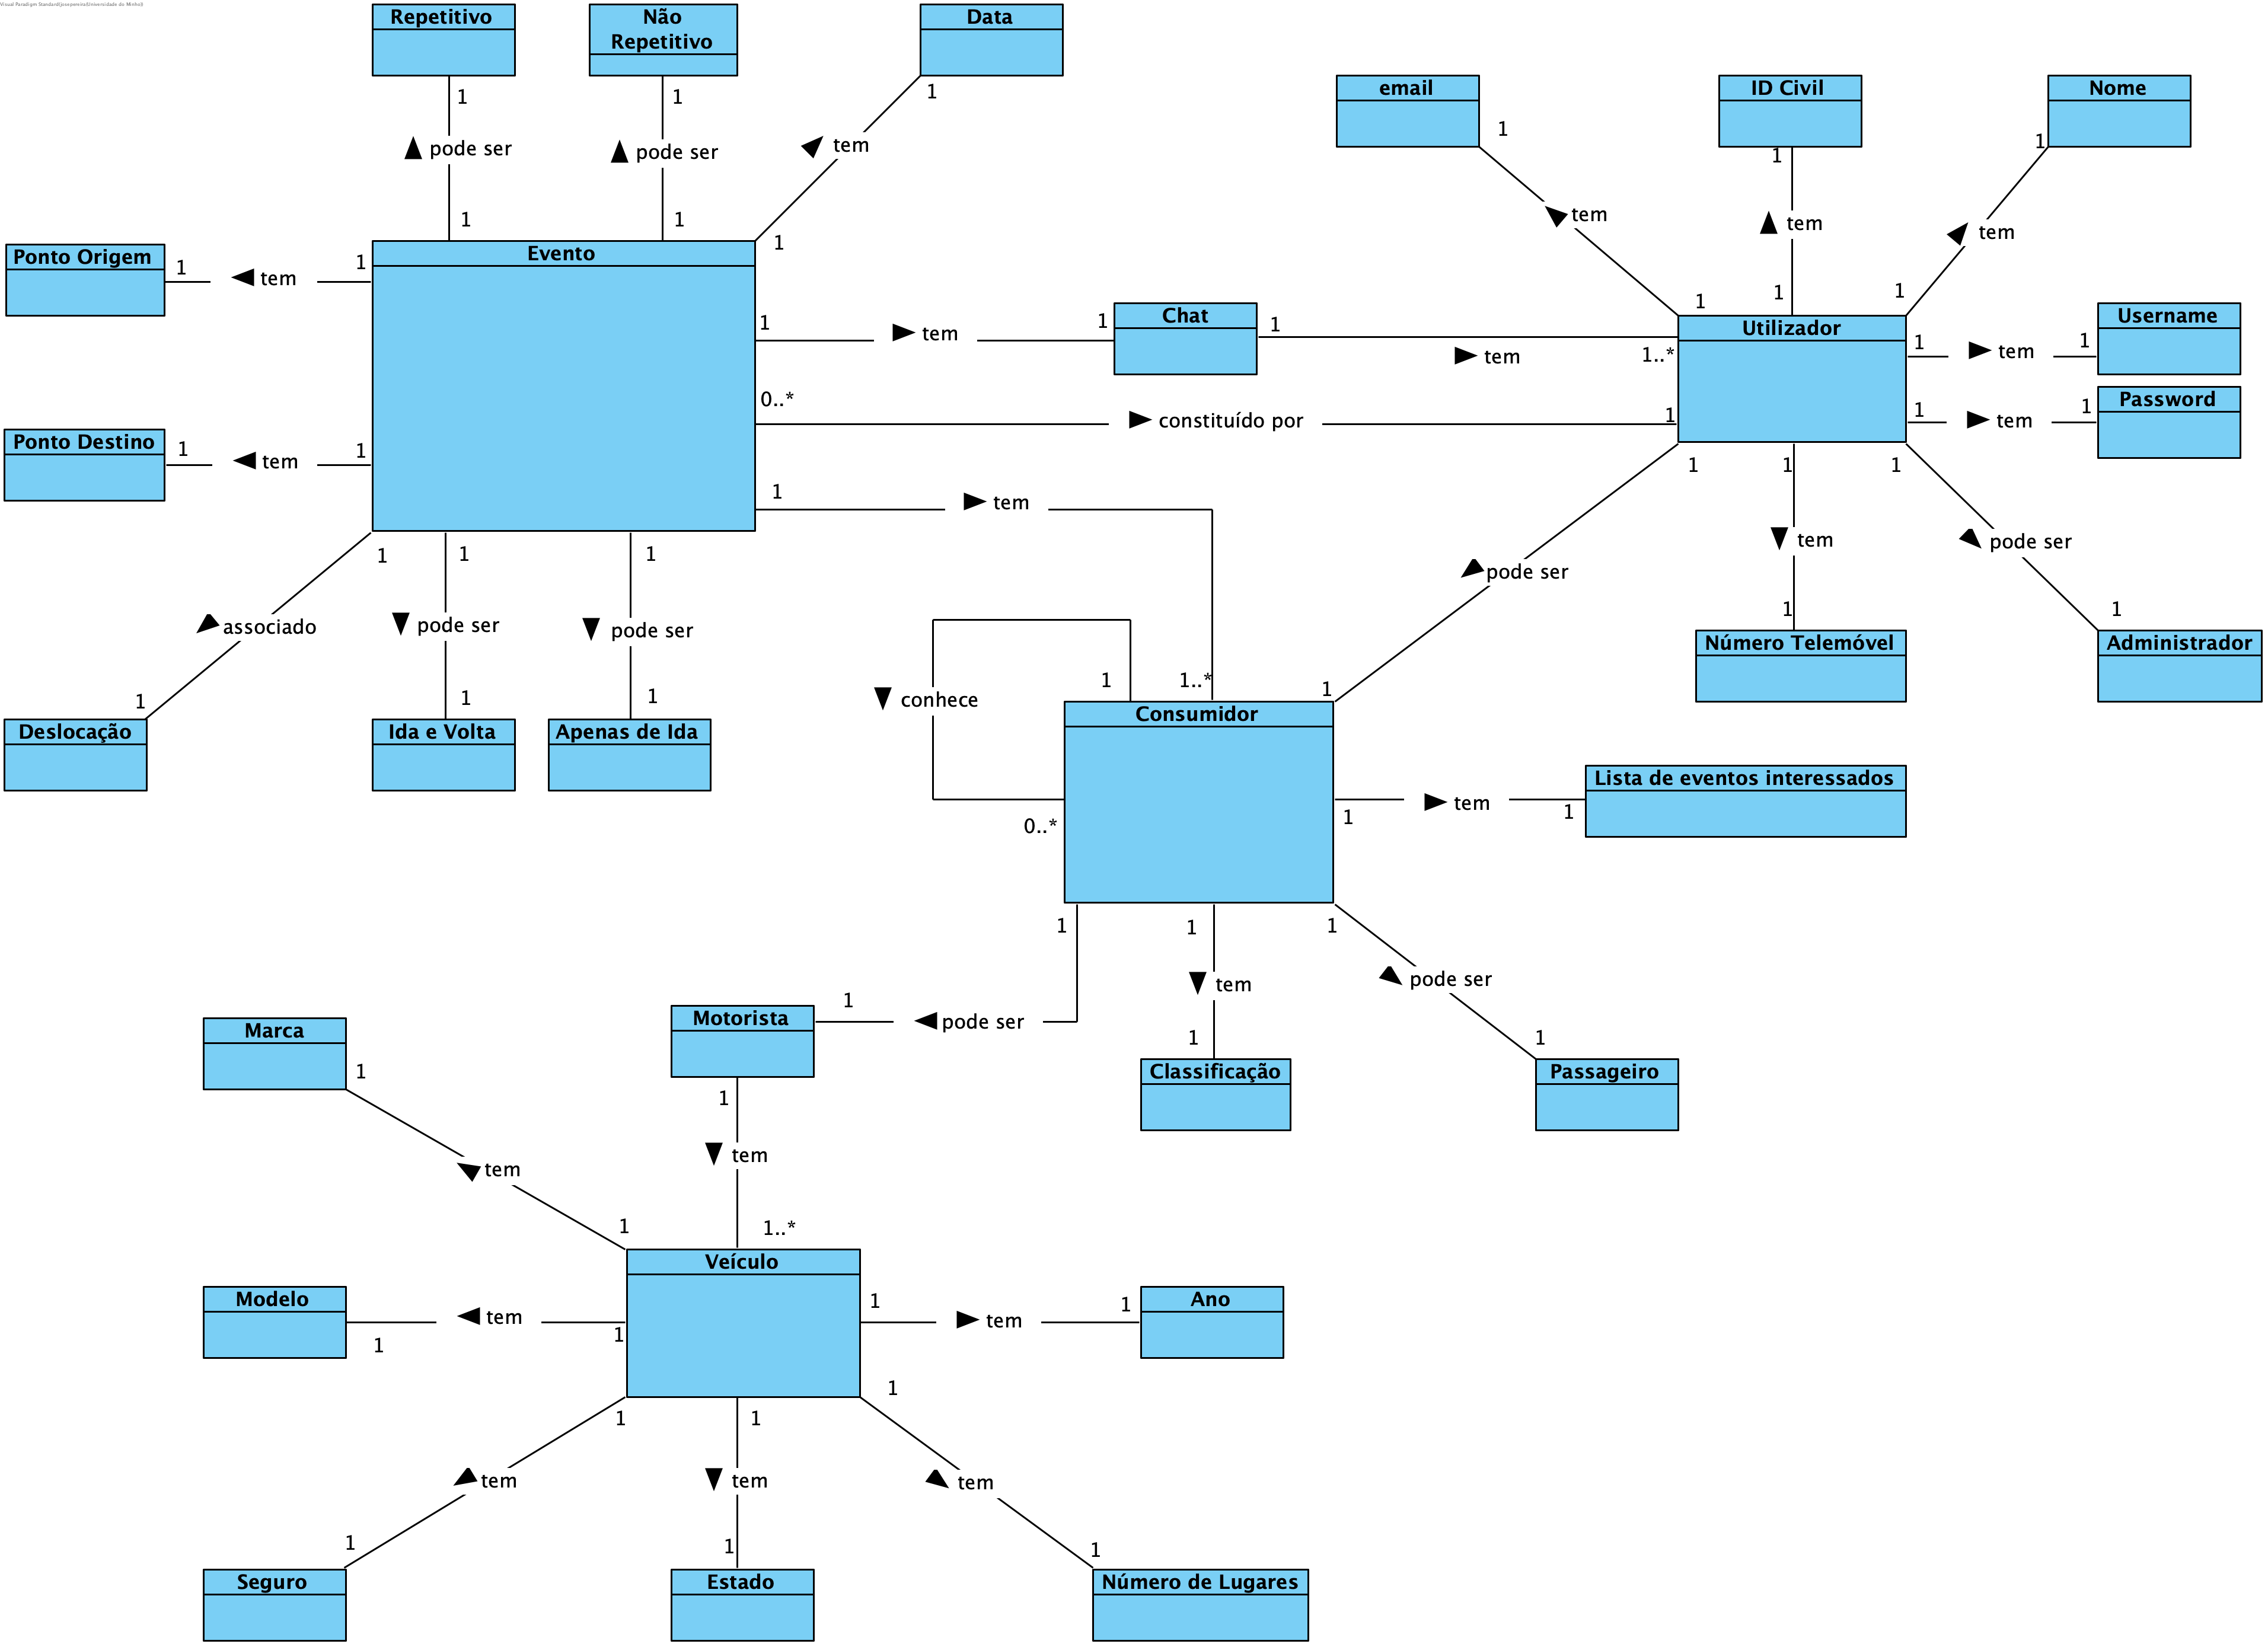 Visual Paradigm Standard(josepereira(Universidade do Minho))
Repetitivo
Não
Repetitivo
Data
email
ID Civil
Nome
1
1
1
1
1
1
pode ser
pode ser
tem
tem
tem
tem
1
1
1
1
1
1
Ponto Origem
1
tem
1
Evento
Chat
Utilizador
Username
1
tem
1
1
tem
1..*
1
tem
1
Ponto Destino
1
tem
1
0..*
constituído por
1
1
tem
1
Password
1
tem
1..*
1
1
1
1
1
1
associado
pode ser
pode ser
pode ser
tem
pode ser
1
1
1
1
1
1
Deslocação
Ida e Volta
Apenas de Ida
Número Telemóvel
Administrador
1
conhece
0..*
Consumidor
1
tem
1
Lista de eventos interessados
1
1
1
pode ser
tem
pode ser
1
1
1
Motorista
Classificação
Passageiro
Marca
1
tem
1
1
tem
1..*
Veículo
Modelo
1
tem
1
1
tem
1
Ano
1
1
1
tem
tem
tem
1
1
1
Seguro
Estado
Número de Lugares